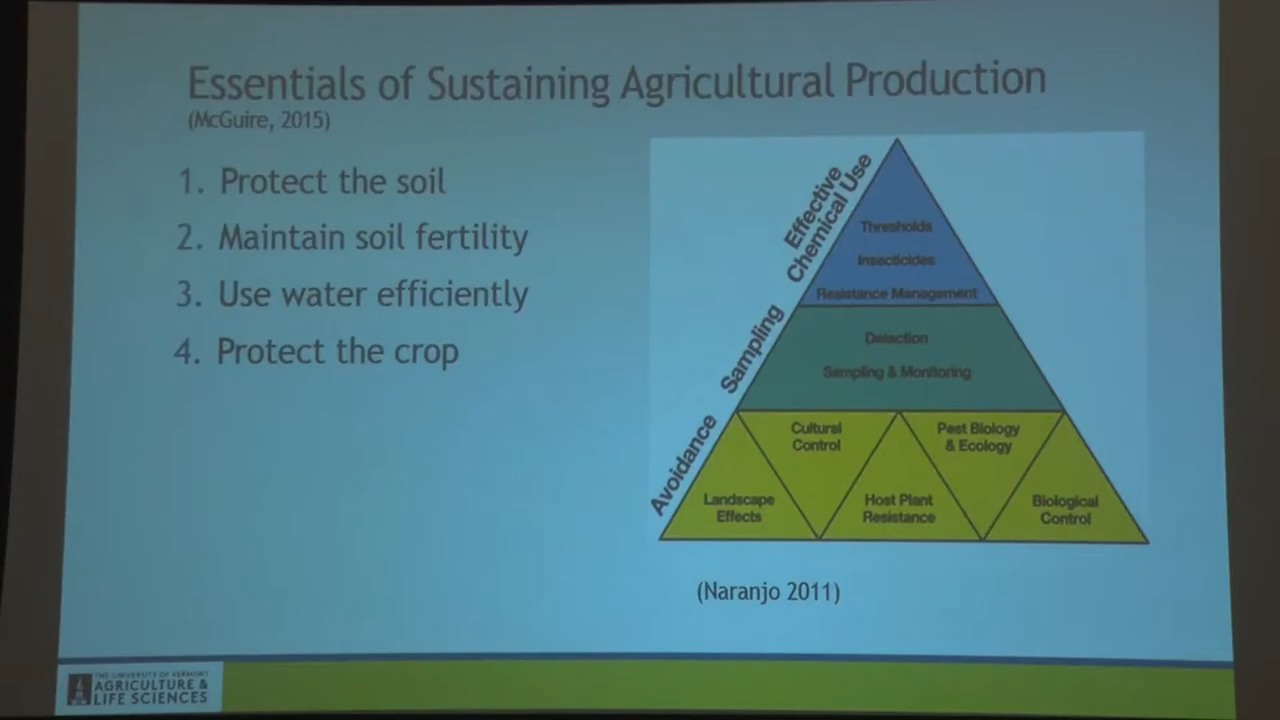 Essentials of Sustaining Agricultural Production
(McGuire, 2015)
1. Protect the soil
2. Maintain soil fertility
3. Use water efficiently
4. Protect the crop
Effective
Chemical Use
Thresholds
Insecticides
Resistance Management
Sampling
Detection
Sampling & Monitoring
Avoidance
Cultural
Control
Pest Biology
& Ecology
Landscape
Effects
Host Plant
Resistance
Biological
Control
(Naranjo 2011)
THE UNIVERSITY OF VERMONT
AGRICULTURE &
LIFE SCIENCES